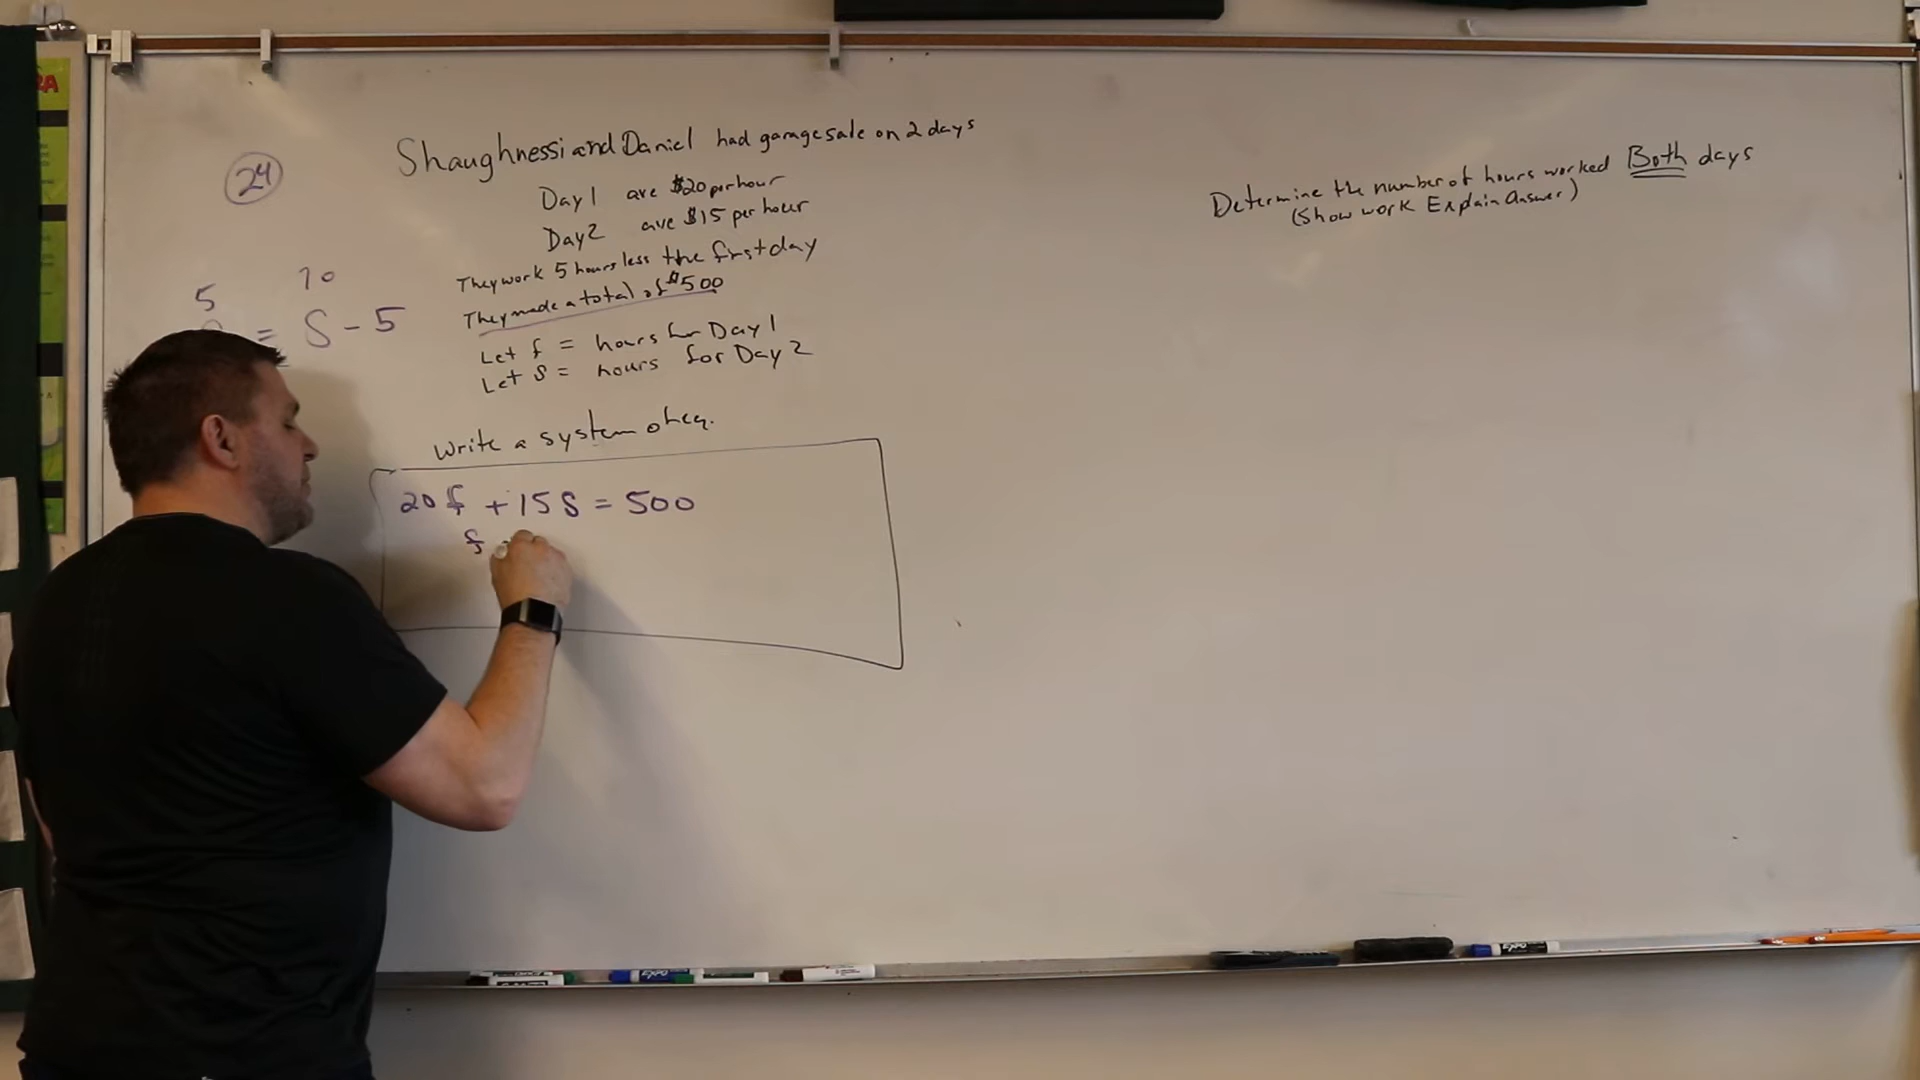 24
Shaughnessi and Daniel had garage sale on 2 days
Day 1 ave $20 per hour
Day 2 ave $15 per hour
They work 5 hours less the first day
They made a total of $500
Let f = hours for Day 1
Let S = hours for Day 2
5 10
= S - 5
Write a system of eq.
20f + 15S = 500
f
Determine the number of hours worked Both days
(Show work Explain Answer)
EXPO
EXPO